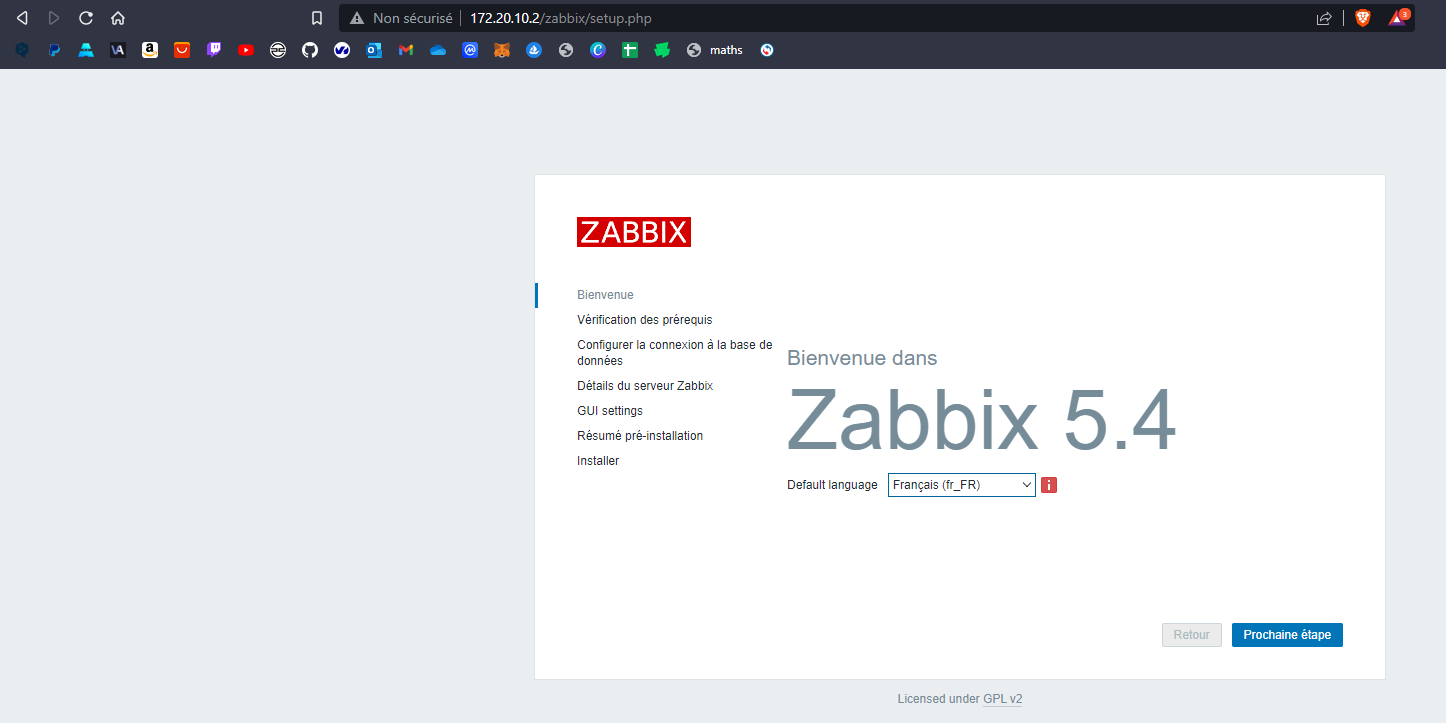 Non sécurisé 172.20.10.2/zabbix/setup.php
3
VA
maths
ZABBIX
Bienvenue
Vérification des prérequis
Configurer la connexion à la base de
données
Détails du serveur Zabbix
GUI settings
Résumé pré-installation
Installer
Bienvenue dans
Zabbix 5.4
Default language Français (fr_FR)
Retour Prochaine étape
Licensed under GPL v2